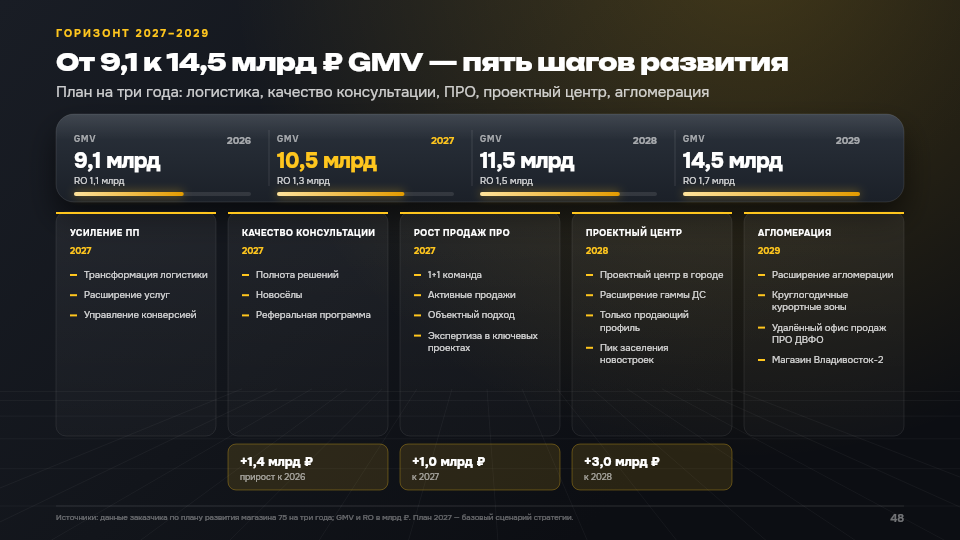 ГОРИЗОНТ 2027–2029
От 9,1 к 14,5 млрд ₽ GMV — пять шагов развития
План на три года: логистика, качество консультации, ПРО, проектный центр, агломерация
GMV
2026
9,1 млрд
RO 1,1 млрд
GMV
2027
10,5 млрд
RO 1,3 млрд
GMV
2028
11,5 млрд
RO 1,5 млрд
GMV
2029
14,5 млрд
RO 1,7 млрд
УСИЛЕНИЕ ПП
2027
Трансформация логистики
Расширение услуг
Управление конверсией
КАЧЕСТВО КОНСУЛЬТАЦИИ
2027
Полнота решений
Новосёлы
Реферальная программа
РОСТ ПРОДАЖ ПРО
2027
1+1 команда
Активные продажи
Объектный подход
Экспертиза в ключевых
проектах
ПРОЕКТНЫЙ ЦЕНТР
2028
Проектный центр в городе
Расширение гаммы ДС
Только продающий
профиль
Пик заселения
новостроек
АГЛОМЕРАЦИЯ
2029
Расширение агломерации
Круглогодичные
курортные зоны
Удалённый офис продаж
ПРО ДВФО
Магазин Владивосток-2
+1,4 млрд ₽
прирост к 2026
+1,0 млрд ₽
к 2027
+3,0 млрд ₽
к 2028
Источники: данные заказчика по плану развития магазина 75 на три года; GMV и RO в млрд ₽. План 2027 — базовый сценарий стратегии.
48